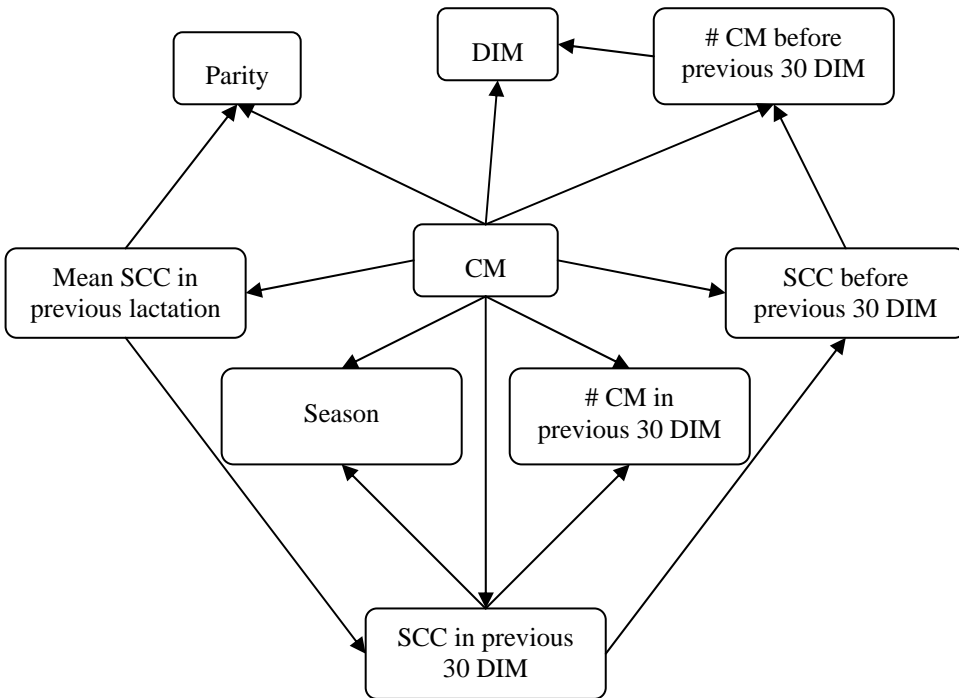 Parity
DIM
# CM before
previous 30 DIM
Mean SCC in
previous lactation
CM
SCC before
previous 30 DIM
Season
# CM in
previous 30 DIM
SCC in previous
30 DIM